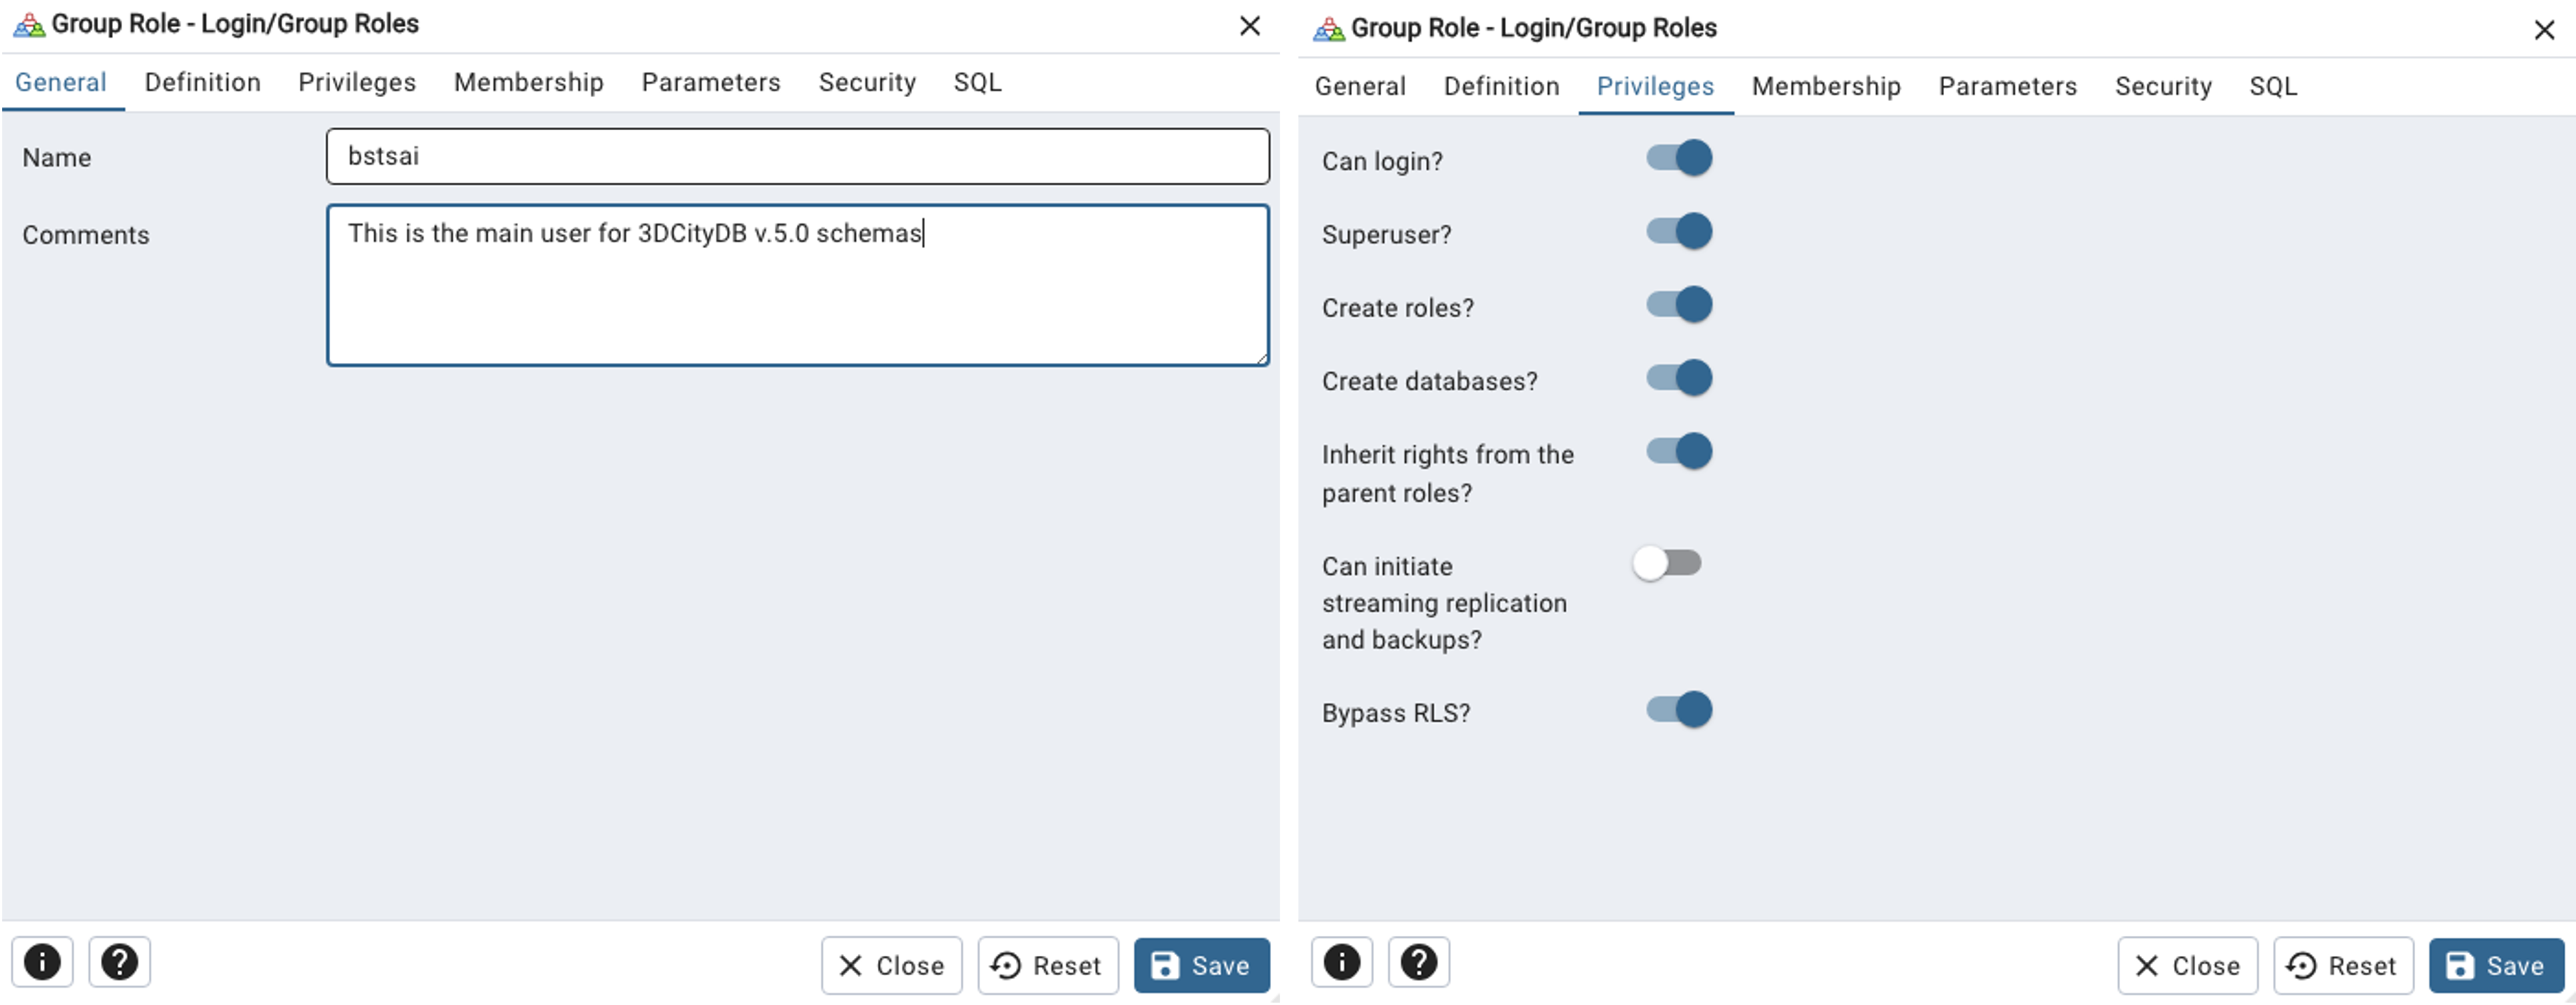 Group Role - Login/Group Roles
General Definition Privileges Membership Parameters Security SQL
Name bstsai
Comments This is the main user for 3DCityDB v.5.0 schemas
Close Reset Save
Group Role - Login/Group Roles
General Definition Privileges Membership Parameters Security SQL
Can login?
Superuser?
Create roles?
Create databases?
Inherit rights from the
parent roles?
Can initiate
streaming replication
and backups?
Bypass RLS?
Close Reset Save